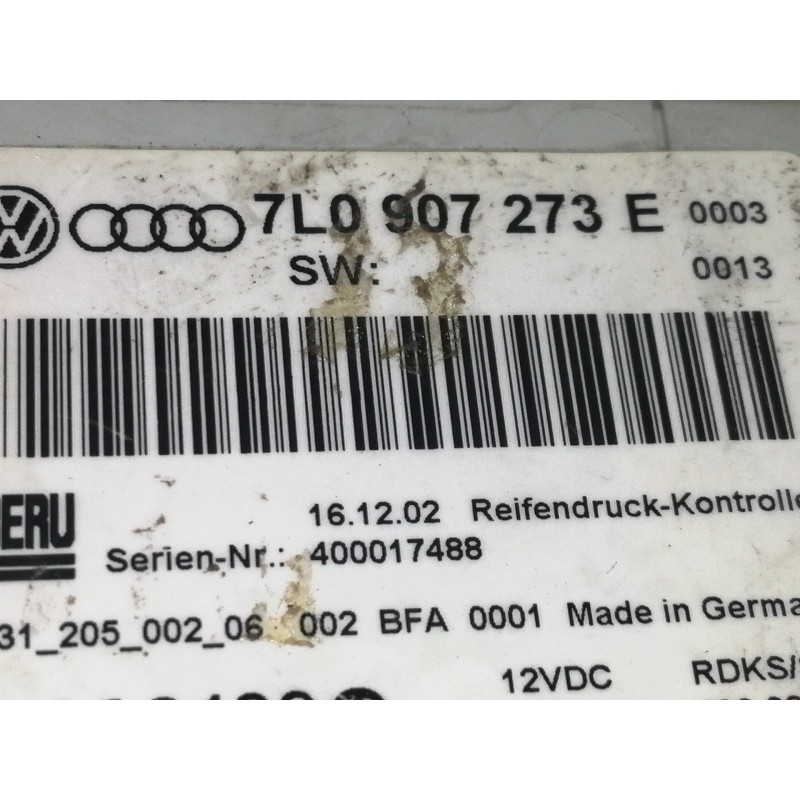 7L0 907 273 E 0003
SW: 0013
16.12.02 Reifendruck-Kontrolle
Serien-Nr.: 400017488
31_205_002_06 002 BFA 0001 Made in Germa
12VDC RDKS/